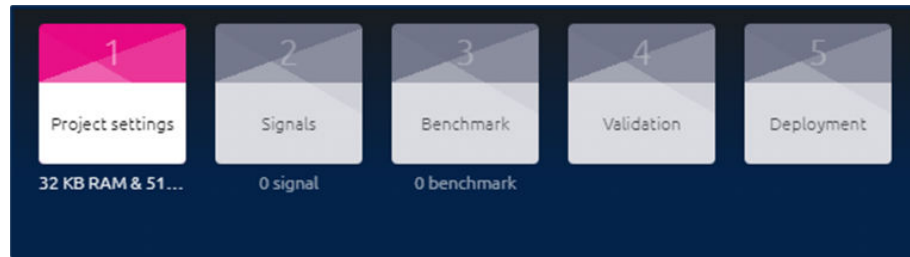 1 2 3 4 5
Project settings Signals Benchmark Validation Deployment
32 KB RAM & 51... 0 signal 0 benchmark